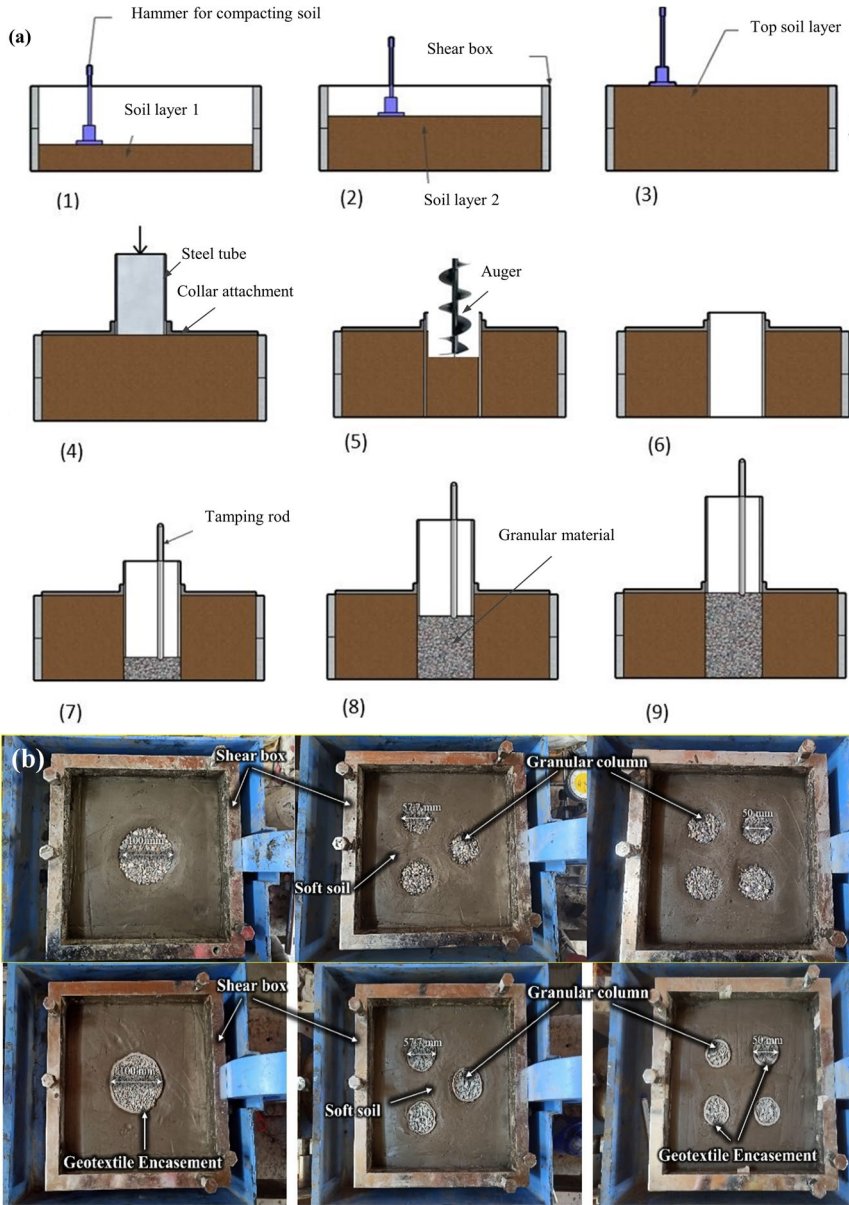 (a)
Hammer for compacting soil
Soil layer 1
(1)
Shear box
Soil layer 2
(2)
Top soil layer
(3)
Steel tube
Collar attachment
(4)
Auger
(5)
(6)
Tamping rod
(7)
Granular material
(8)
(9)
(b)
Shear box
100 mm
57.7 mm
Soft soil
Granular column
50 mm
Shear box
100 mm
Geotextile Encasement
57.7 mm
Soft soil
Granular column
50 mm
Geotextile Encasement